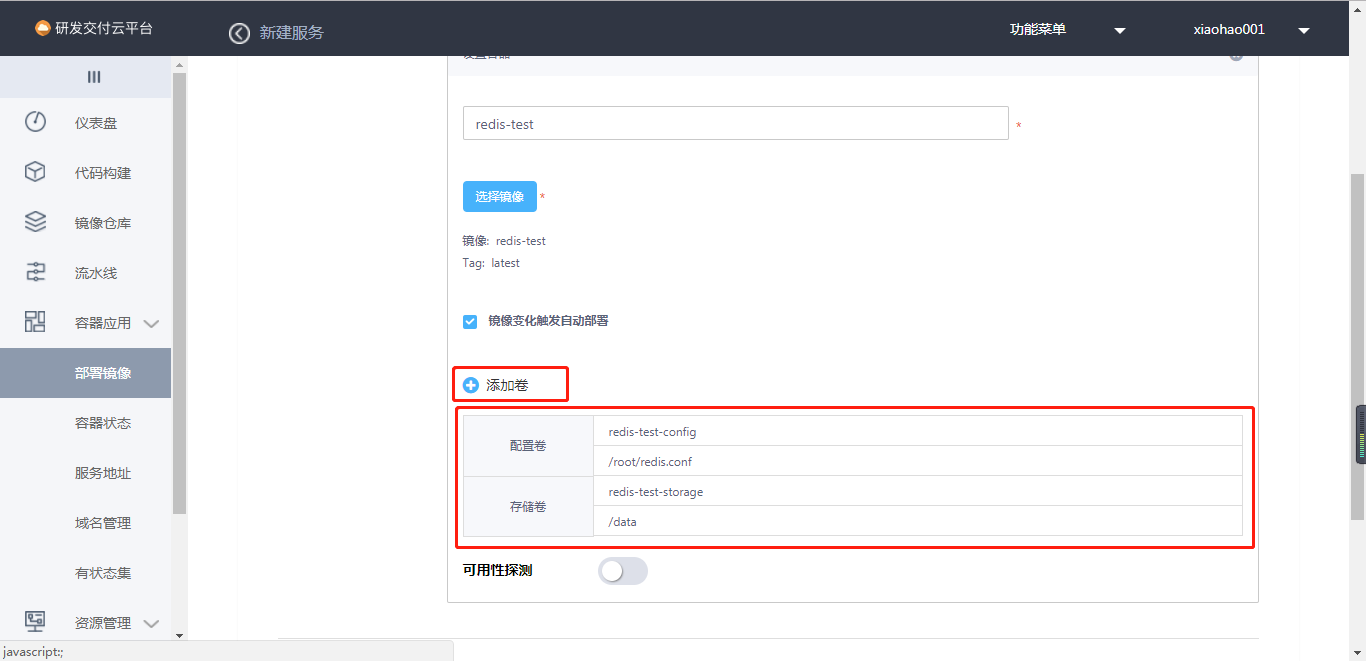 研发交付云平台
新建服务
功能菜单
xiaohao001
仪表盘
代码构建
镜像仓库
流水线
容器应用
部署镜像
容器状态
服务地址
域名管理
有状态集
资源管理
redis-test
*
选择镜像 *
镜像: redis-test
Tag: latest
镜像变化触发自动部署
添加卷
配置卷
redis-test-config
/root/redis.conf
存储卷
redis-test-storage
/data
可用性探测
javascript:;